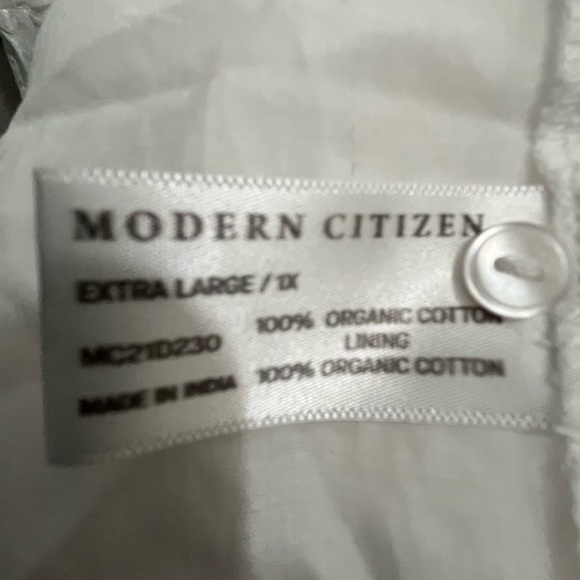 MODERN CITIZEN
EXTRA LARGE / 1X
MC21D230
MADE IN INDIA
100% ORGANIC COTTON
LINING
100% ORGANIC COTTON